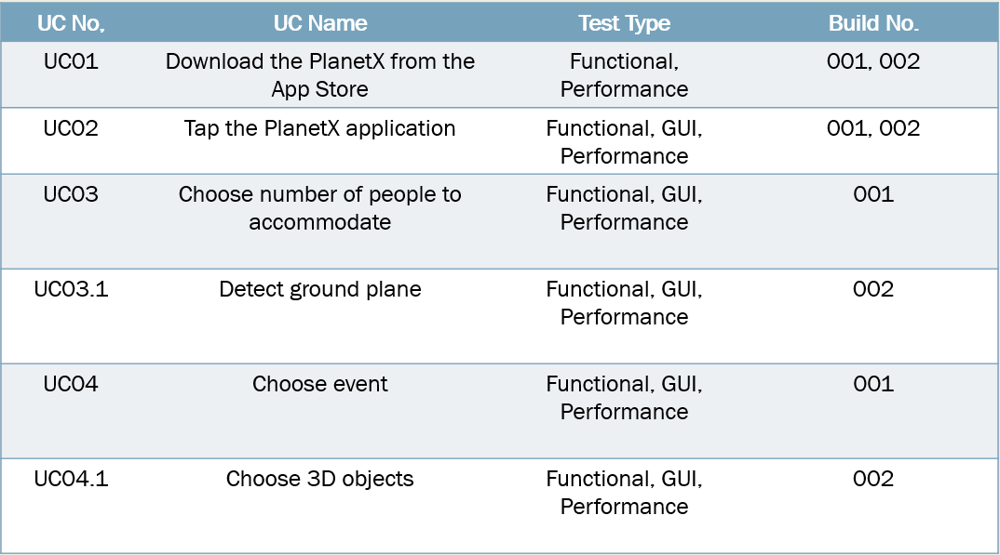 UC No, UC Name Test Type Build No.
UC01 Download the PlanetX from the Functional, 001, 002
App Store Performance
UC02 Tap the PlanetX application Functional, GUI, 001, 002
Performance
UC03 Choose number of people to Functional, GUI, 001
accommodate Performance
UC03.1 Detect ground plane Functional, GUI, 002
Performance
UC04 Choose event Functional, GUI, 001
Performance
UC04.1 Choose 3D objects Functional, GUI, 002
Performance